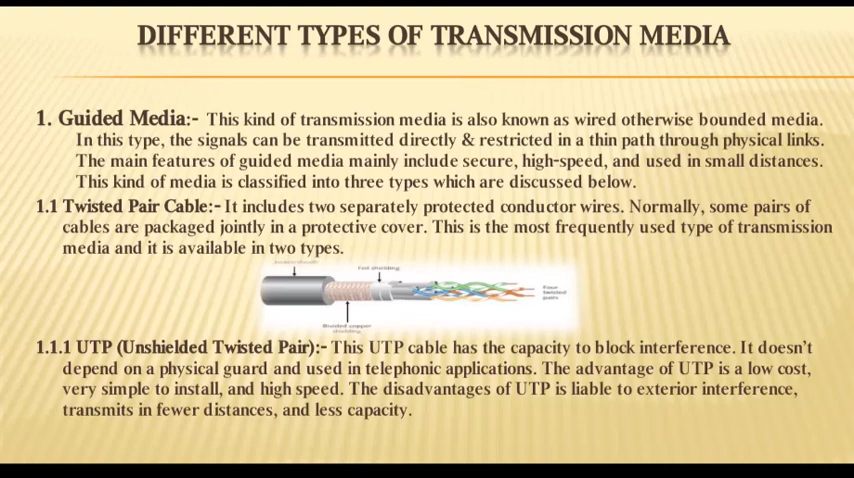 DIFFERENT TYPES OF TRANSMISSION MEDIA
1. Guided Media:- This kind of transmission media is also known as wired otherwise bounded media.
In this type, the signals can be transmitted directly & restricted in a thin path through physical links.
The main features of guided media mainly include secure, high-speed, and used in small distances.
This kind of media is classified into three types which are discussed below.
1.1 Twisted Pair Cable:- It includes two separately protected conductor wires. Normally, some pairs of
cables are packaged jointly in a protective cover. This is the most frequently used type of transmission
media and it is available in two types.
Foil shielding
Four
twisted
pairs
Braided copper
shielding
1.1.1 UTP (Unshielded Twisted Pair):- This UTP cable has the capacity to block interference. It doesn't
depend on a physical guard and used in telephonic applications. The advantage of UTP is a low cost,
very simple to install, and high speed. The disadvantages of UTP is liable to exterior interference,
transmits in fewer distances, and less capacity.